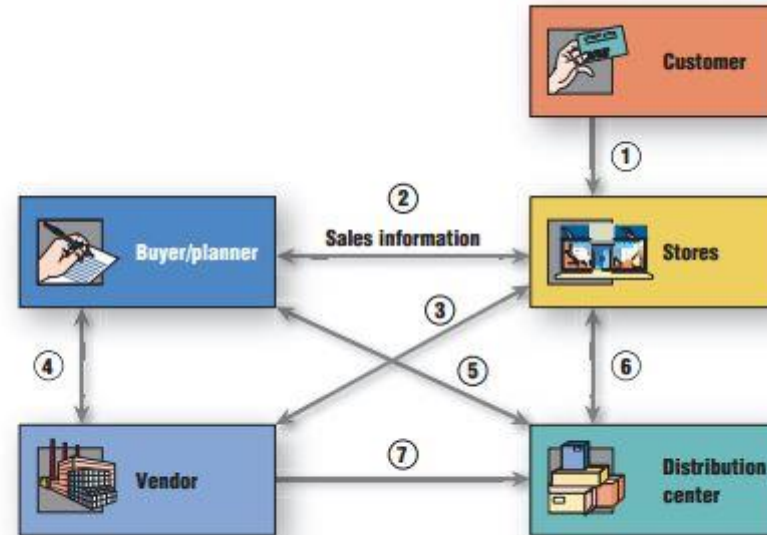 Customer
①
②
Sales information
Buyer/planner
Stores
③
④
⑤
⑥
Vendor
⑦
Distribution
center